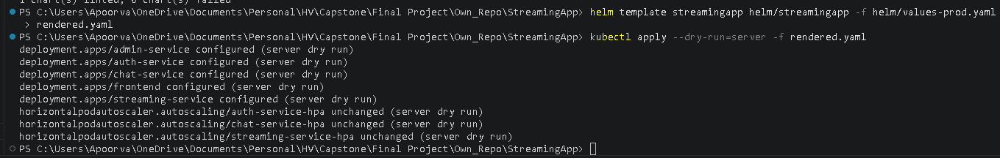 1 chart(s) linted, 0 chart(s) failed
PS C:\Users\Apoorva\OneDrive\Documents\Personal\HV\Capstone\Final Project\Own_Repo\StreamingApp> helm template streamingapp helm/streamingapp -f helm/values-prod.yaml
> rendered.yaml
PS C:\Users\Apoorva\OneDrive\Documents\Personal\HV\Capstone\Final Project\Own_Repo\StreamingApp> kubectl apply --dry-run=server -f rendered.yaml
deployment.apps/admin-service configured (server dry run)
deployment.apps/auth-service configured (server dry run)
deployment.apps/chat-service configured (server dry run)
deployment.apps/frontend configured (server dry run)
deployment.apps/streaming-service configured (server dry run)
horizontalpodautoscaler.autoscaling/auth-service-hpa unchanged (server dry run)
horizontalpodautoscaler.autoscaling/chat-service-hpa unchanged (server dry run)
horizontalpodautoscaler.autoscaling/streaming-service-hpa unchanged (server dry run)
PS C:\Users\Apoorva\OneDrive\Documents\Personal\HV\Capstone\Final Project\Own_Repo\StreamingApp>